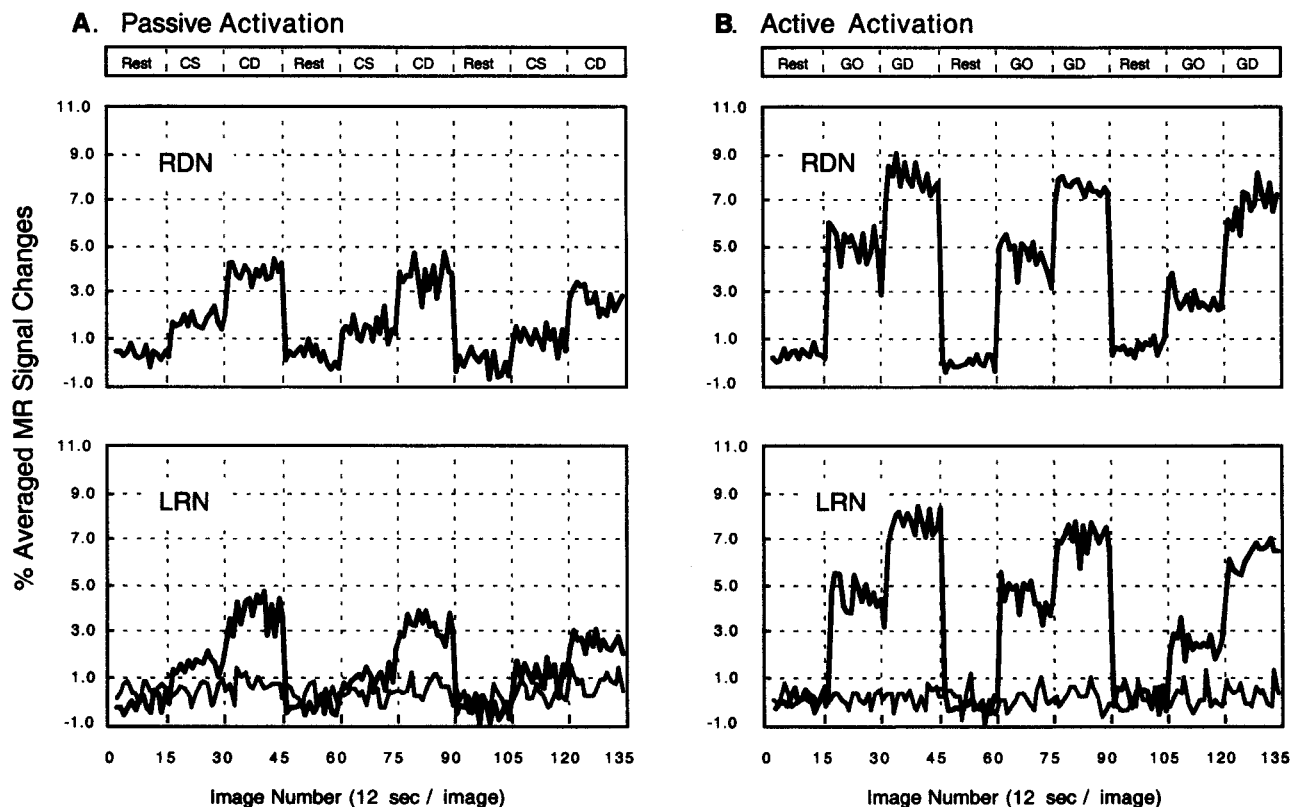 A. Passive Activation
Rest CS CD Rest CS CD Rest CS CD
% Averaged MR Signal Changes
11.0
9.0
7.0
5.0
3.0
1.0
-1.0
RDN
11.0
9.0
7.0
5.0
3.0
1.0
-1.0
LRN
0 15 30 45 60 75 90 105 120 135
Image Number (12 sec / image)
B. Active Activation
Rest GO GD Rest GO GD Rest GO GD
11.0
9.0
7.0
5.0
3.0
1.0
-1.0
RDN
11.0
9.0
7.0
5.0
3.0
1.0
-1.0
LRN
0 15 30 45 60 75 90 105 120 135
Image Number (12 sec / image)